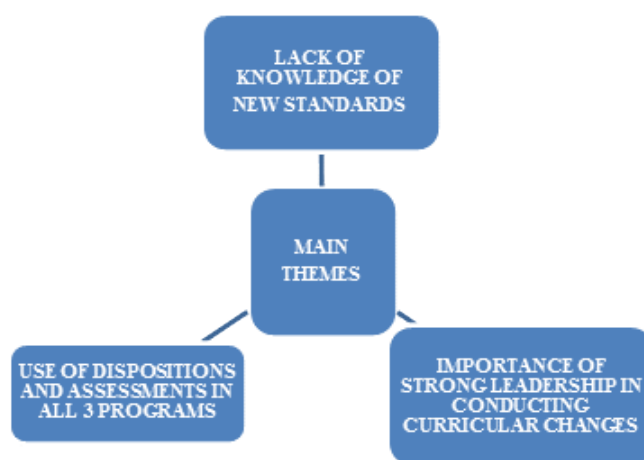 LACK OF
KNOWLEDGE OF
NEW STANDARDS
MAIN
THEMES
USE OF DISPOSITIONS
AND ASSESSMENTS IN
ALL 3 PROGRAMS
IMPORTANCE OF
STRONG LEADERSHIP IN
CONDUCTING
CURRICULAR CHANGES